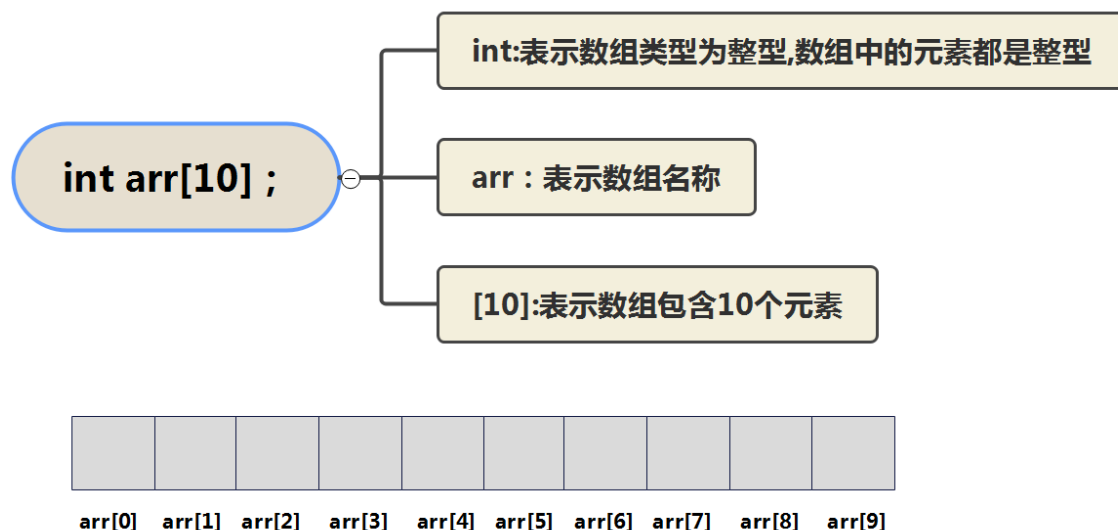 int:表示数组类型为整型,数组中的元素都是整型
int arr[10] ;
arr : 表示数组名称
[10]:表示数组包含10个元素
arr[0] arr[1] arr[2] arr[3] arr[4] arr[5] arr[6] arr[7] arr[8] arr[9]